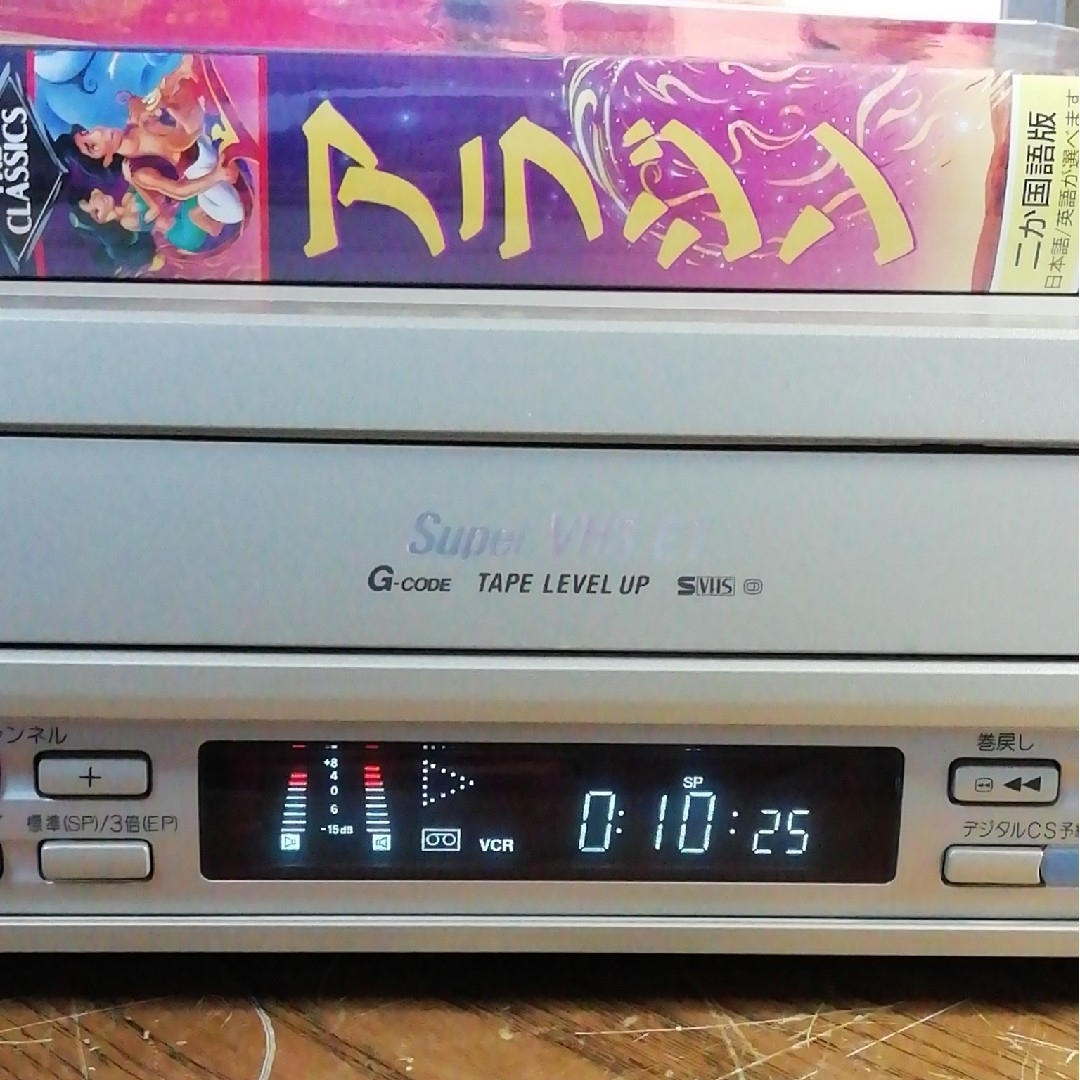 CLASSICS
アラジン
二か国語版
日本語/英語が選べます
Super VHS ET
G-CODE TAPE LEVEL UP S VHS
ンネル
+
標準(SP)/3倍(EP)
+8
4
0
6
-15dB
VCR
SP
0:10:25
巻戻し
デジタルCS予